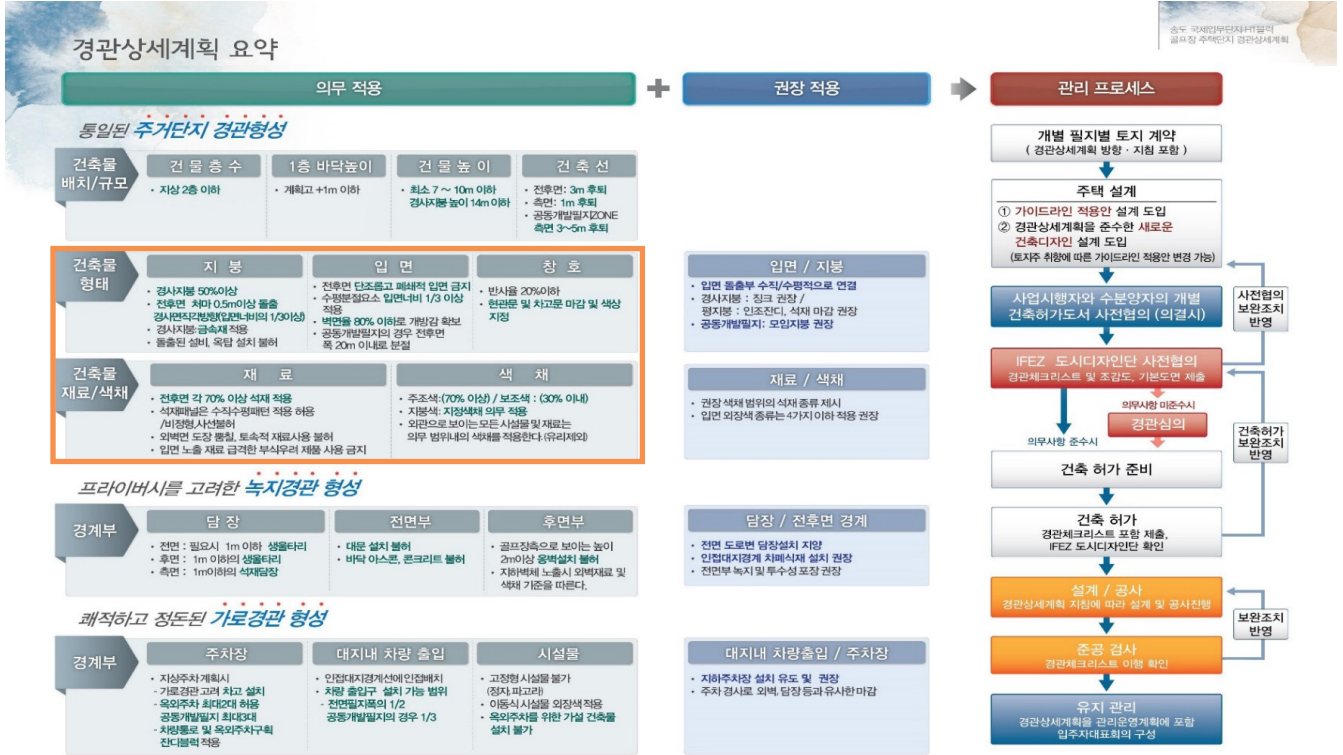 송도 국제업무단지 H1블럭
골프장 주택단지 경관상세계획
경관상세계획 요약
의무 적용
+
권장 적용
관리 프로세스
통일된 주거단지 경관형성
건축물
배치/규모
건 물 층 수
· 지상 2층 이하
1층 바닥높이
· 계획고 +1m 이하
건 물 높 이
· 최소 7 ~ 10m 이하
경사지붕 높이 14m 이하
건 축 선
· 전후면: 3m 후퇴
· 측면: 1m 후퇴
· 공동개발필지ZONE
측면 3~5m 후퇴
건축물
형태
지 붕
· 경사지붕 50%이상
· 전후면 처마 0.5m이상 돌출
경사면직각방향(입면너비의 1/3이상)
· 경사지붕:금속재 적용
· 돌출된 설비, 옥탑 설치 불허
입 면
· 전후면 단조롭고 폐쇄적 입면 금지
· 수평분절요소 입면너비 1/3 이상
적용
· 벽면율 80% 이하로 개방감 확보
· 공동개발필지의 경우 전후면
폭 20m 이내로 분절
창 호
· 반사율 20%이하
· 현관문 및 차고문 마감 및 색상
지정
입면 / 지붕
· 입면 돌출부 수직/수평적으로 연결
· 경사지붕 : 징크 권장 /
평지붕 : 인조잔디, 석재 마감 권장
· 공동개발필지: 모임지붕 권장
건축물
재료/색채
재 료
· 전후면 각 70% 이상 석재 적용
· 석재패널은 수직수평패턴 적용 허용
/비정형,사선불허
· 외벽면 도장 뿜칠, 토속적 재료사용 불허
· 입면 노출 재료 급격한 부식우려 제품 사용 금지
색 채
· 주조색:(70% 이상) / 보조색 : (30% 이내)
· 지붕색: 지정색채 의무 적용
· 외관으로 보이는 모든 시설물 및 재료는
의무 범위내의 색채를 적용한다.(유리제외)
재료 / 색채
· 권장 색채 범위의 석재 종류 제시
· 입면 외장색 종류는 4가지 이하 적용 권장
프라이버시를 고려한 녹지경관 형성
경계부
담 장
· 전면 : 필요시 1m 이하 생울타리
· 후면 : 1m 이하의 생울타리
· 측면 : 1m이하의 석재담장
전면부
· 대문 설치 불허
· 바닥 아스콘, 콘크리트 불허
후면부
· 골프장측으로 보이는 높이
2m이상 옹벽설치 불허
· 지하벽체 노출시 외벽재료 및
색채 기준을 따른다.
담장 / 전후면 경계
· 전면 도로변 담장설치 지양
· 인접대지경계 차폐식재 설치 권장
· 전면부 녹지 및 투수성 포장 권장
쾌적하고 정돈된 가로경관 형성
경계부
주차장
· 지상주차 계획시
- 가로경관 고려 차고 설치
- 옥외주차 최대2대 허용
공동개발필지 최대3대
- 차량통로 및 옥외주차구획
잔디블럭 적용
대지내 차량 출입
· 인접대지경계선에 인접배치
· 차량 출입구 설치 가능 범위
- 전면필지폭의 1/2
공동개발필지의 경우 1/3
시설물
· 고정형 시설물 불가
(정자, 파고라)
· 이동식 시설물 외장색 적용
· 옥외주차를 위한 가설 건축물
설치 불가
대지내 차량출입 / 주차장
· 지하주차장 설치 유도 및 권장
· 주차 경사로 외벽, 담장 등과 유사한 마감
개별 필지별 토지 계약
( 경관상세계획 방향 · 지침 포함 )
주택 설계
① 가이드라인 적용안 설계 도입
② 경관상세계획을 준수한 새로운
건축디자인 설계 도입
(토지주 취향에 따른 가이드라인 적용안 변경 가능)
사업시행자와 수분양자의 개별
건축허가도서 사전협의 (의결시)
사전협의
보완조치
반영
IFEZ 도시디자인단 사전협의
경관체크리스트 및 조감도, 기본도면 제출
의무사항 미준수시
경관심의
의무사항 준수시
건축허가
보완조치
반영
건축 허가 준비
건축 허가
경관체크리스트 포함 제출,
IFEZ 도시디자인단 확인
설계 / 공사
경관상세계획 지침에 따라 설계 및 공사진행
보완조치
반영
준공 검사
경관체크리스트 이행 확인
유지 관리
경관상세계획을 관리운영계획에 포함
입주자대표회의 구성